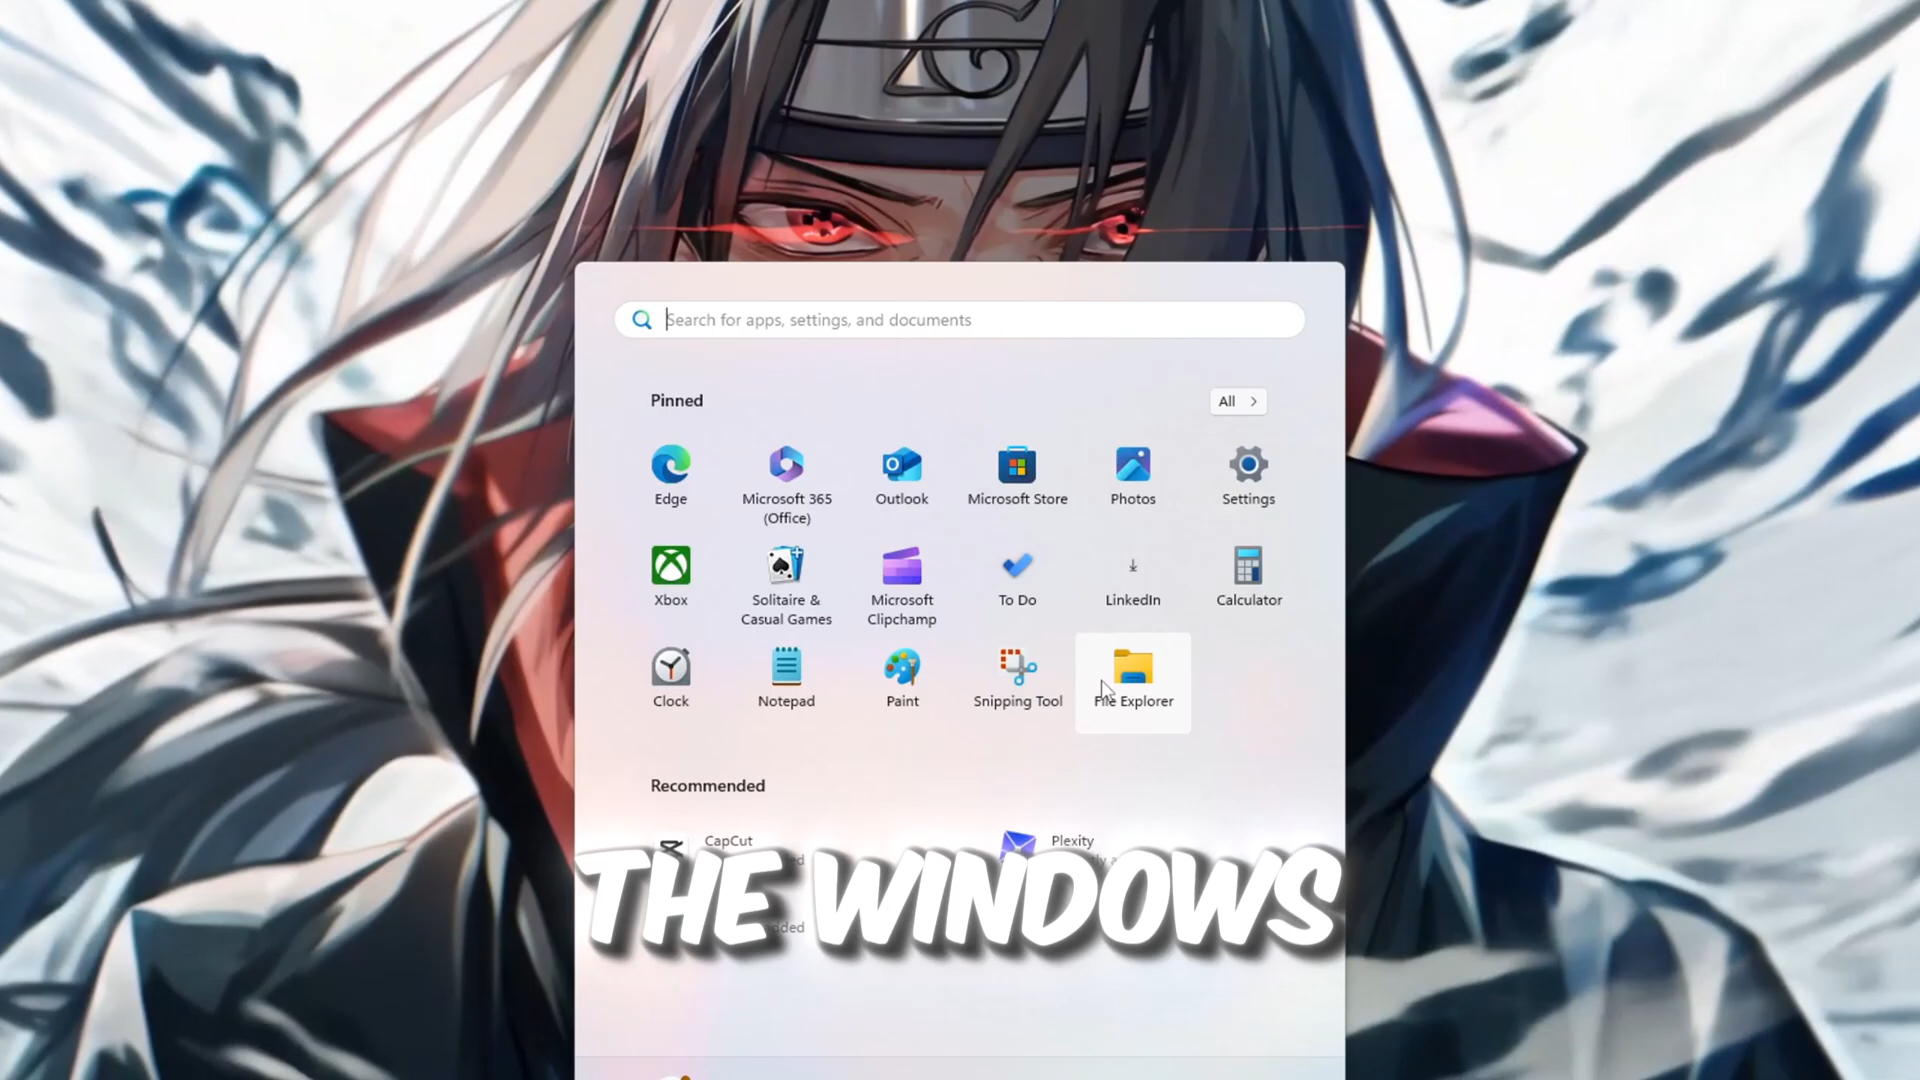 Search for apps, settings, and documents
Pinned
All
Edge
Microsoft 365
(Office)
Outlook
Microsoft Store
Photos
Settings
Xbox
Solitaire &
Casual Games
Microsoft
Clipchamp
To Do
LinkedIn
Calculator
Clock
Notepad
Paint
Snipping Tool
File Explorer
Recommended
CapCut
Plexity
THE WINDOWS